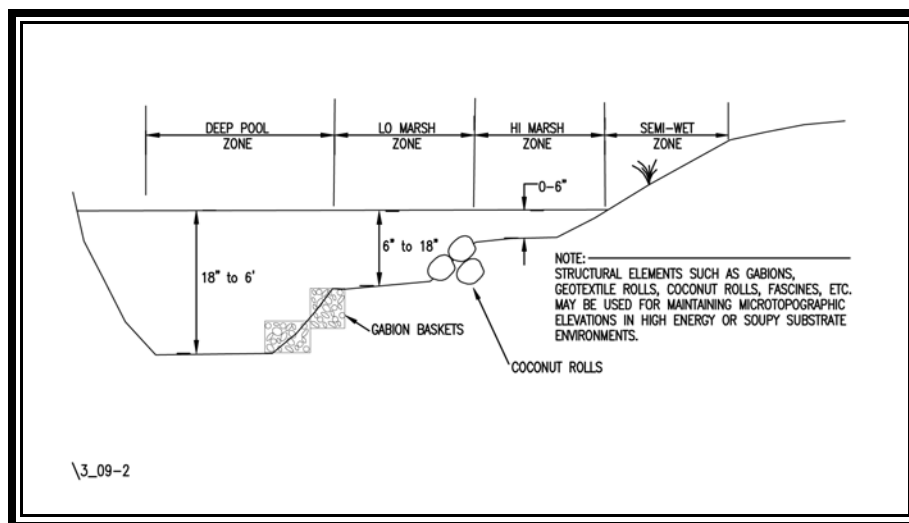 DEEP POOL
ZONE
LO MARSH
ZONE
HI MARSH
ZONE
SEMI-WET
ZONE
0-6"
6" to 18"
18" to 6'
NOTE:
STRUCTURAL ELEMENTS SUCH AS GABIONS,
GEOTEXTILE ROLLS, COCONUT ROLLS, FASCINES, ETC.
MAY BE USED FOR MAINTAINING MICROTOPOGRAPHIC
ELEVATIONS IN HIGH ENERGY OR SOUPY SUBSTRATE
ENVIRONMENTS.
GABION BASKETS
COCONUT ROLLS
\3_09-2